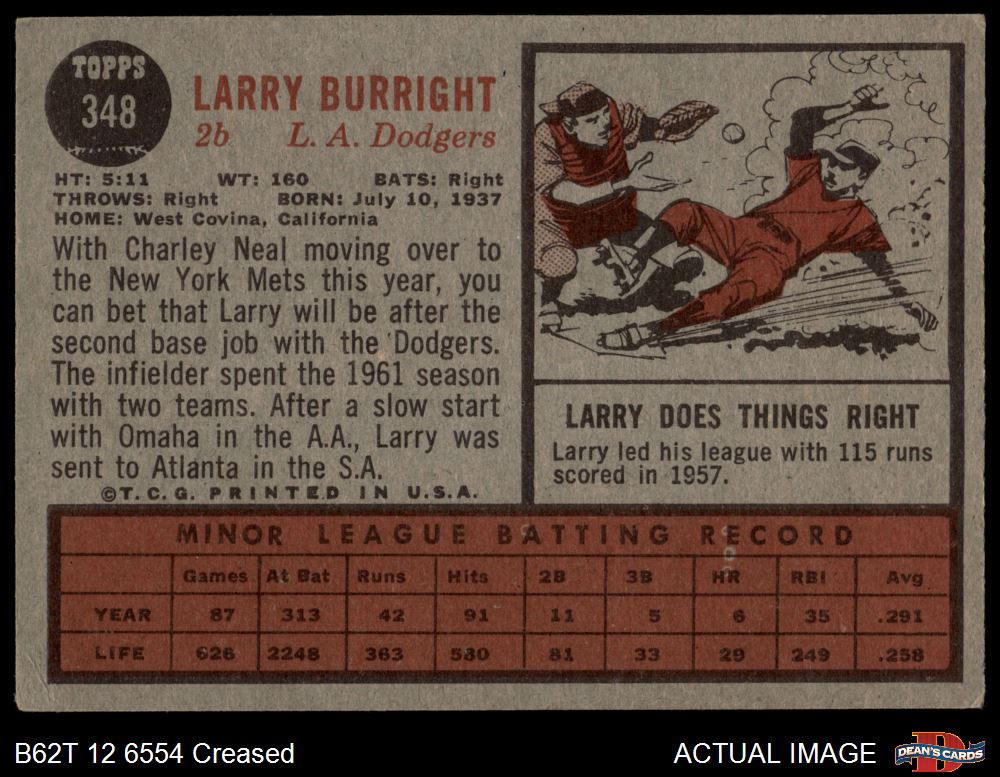 TOPPS
348
LARRY BURRIGHT
2b L. A. Dodgers
HT: 5:11 WT: 160 BATS: Right
THROWS: Right BORN: July 10, 1937
HOME: West Covina, California
With Charley Neal moving over to
the New York Mets this year, you
can bet that Larry will be after the
second base job with the Dodgers.
The infielder spent the 1961 season
with two teams. After a slow start
with Omaha in the A.A., Larry was
sent to Atlanta in the S.A.
©T.C.G. PRINTED IN U.S.A.
LARRY DOES THINGS RIGHT
Larry led his league with 115 runs
scored in 1957.
MINOR LEAGUE BATTING RECORD
Games At Bat Runs Hits 2B 3B HR RBI Avg
YEAR 87 313 42 91 11 5 6 35 .291
LIFE 626 2248 363 580 81 33 29 249 .258
B62T 12 6554 Creased
ACTUAL IMAGE
DEAN'S CARDS